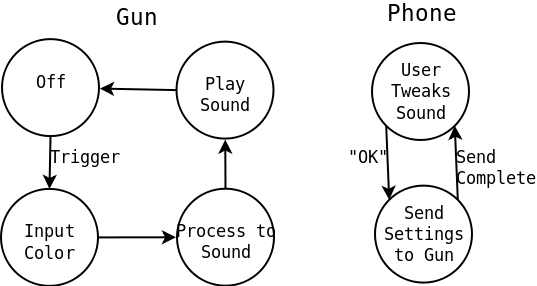 Gun
Off
Play
Sound
Trigger
Input
Color
Process to
Sound
Phone
User
Tweaks
Sound
"OK"
Send
Complete
Send
Settings
to Gun